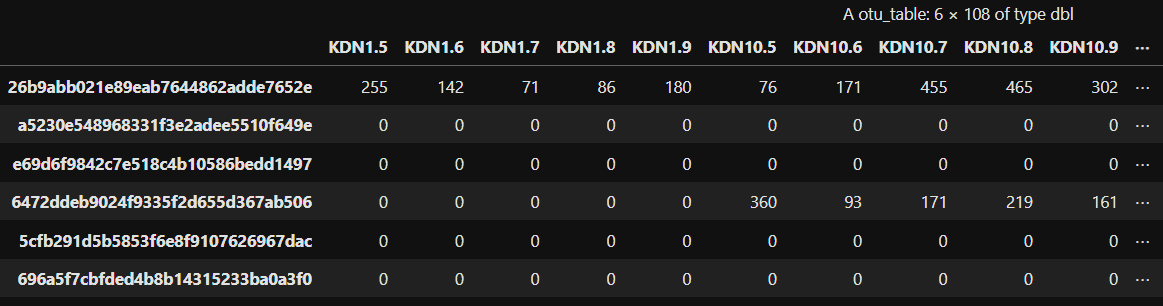 A otu_table: 6 × 108 of type dbl
KDN1.5 KDN1.6 KDN1.7 KDN1.8 KDN1.9 KDN10.5 KDN10.6 KDN10.7 KDN10.8 KDN10.9 ⋯
26b9abb021e89eab7644862adde7652e 255 142 71 86 180 76 171 455 465 302 ⋯
a5230e548968331f3e2adee5510f649e 0 0 0 0 0 0 0 0 0 0 ⋯
e69d6f9842c7e518c4b10586bedd1497 0 0 0 0 0 0 0 0 0 0 ⋯
6472ddeb9024f9335f2d655d367ab506 0 0 0 0 0 360 93 171 219 161 ⋯
5cfb291d5b5853f6e8f9107626967dac 0 0 0 0 0 0 0 0 0 0 ⋯
696a5f7cbfded4b8b14315233ba0a3f0 0 0 0 0 0 0 0 0 0 0 ⋯